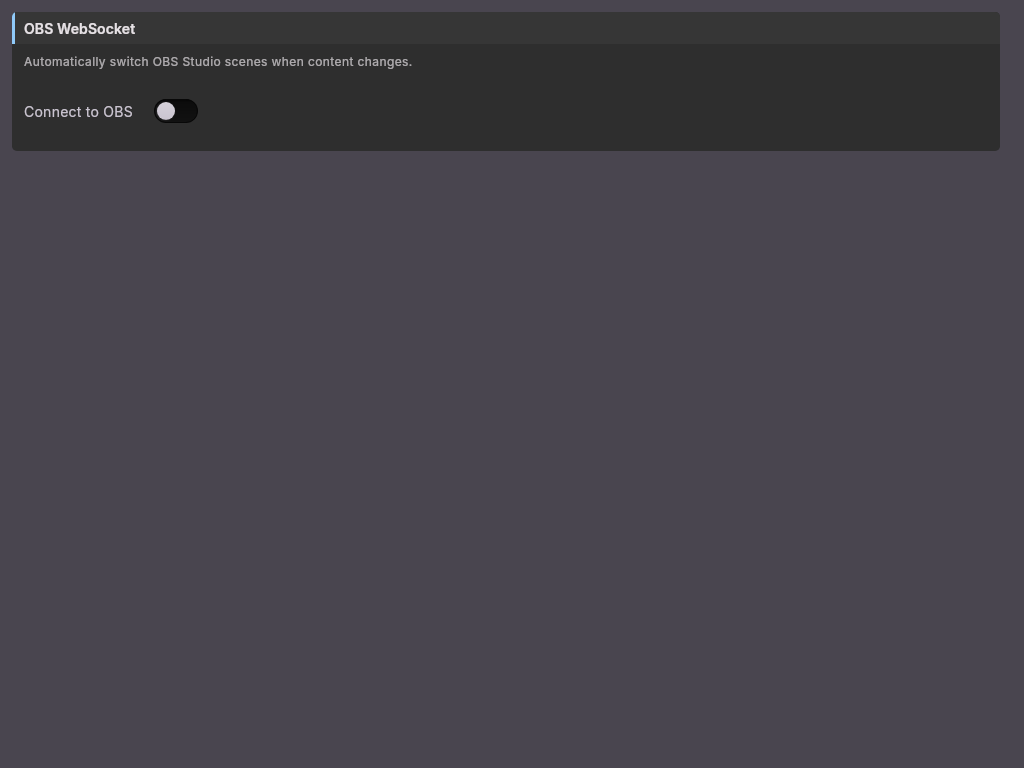 OBS WebSocket
Automatically switch OBS Studio scenes when content changes.
Connect to OBS